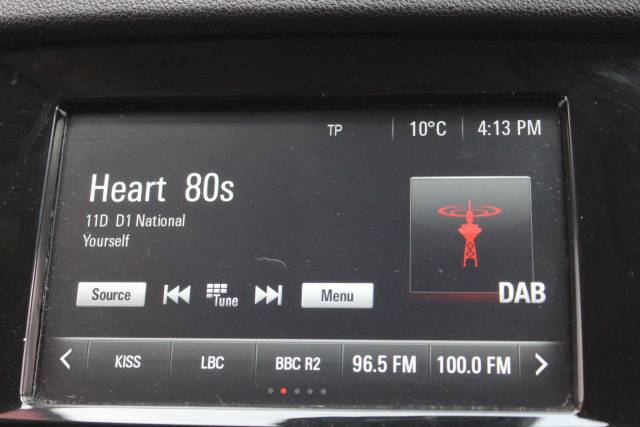 TP 10°C 4:13 PM
Heart 80s
11D D1 National
Yourself
Source Tune Menu
DAB
KISS LBC BBC R2 96.5 FM 100.0 FM